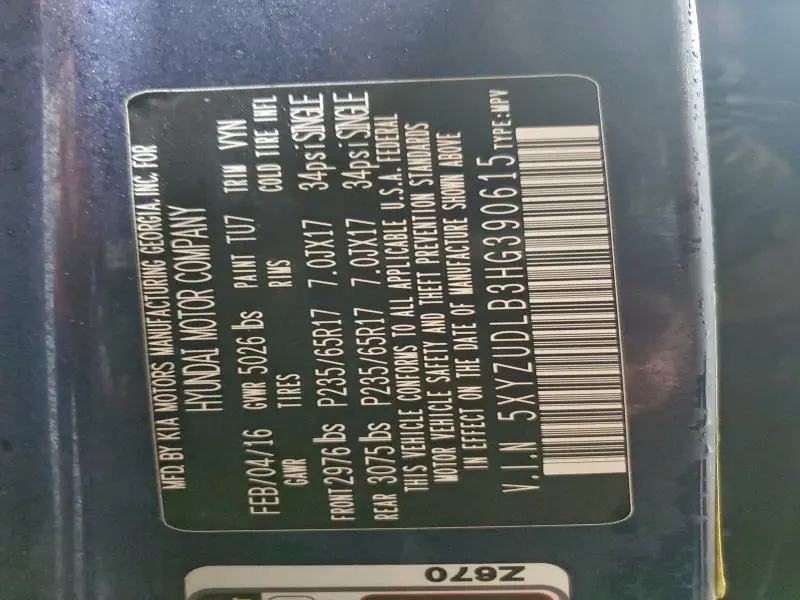 MFD. BY KIA MOTORS MANUFACTURING GEORGIA, INC. FOR
HYUNDAI MOTOR COMPANY
FEB/04/16 GVWR 5026 lbs PAINT TU7 TRIM VYN
GAWR TIRES RIMS COLD TIRE INFL
FRONT 2976 lbs P235/65R17 7.0JX17 34psi SINGLE
REAR 3075 lbs P235/65R17 7.0JX17 34psi SINGLE
THIS VEHICLE CONFORMS TO ALL APPLICABLE U.S.A. FEDERAL
MOTOR VEHICLE SAFETY AND THEFT PREVENTION STANDARDS
IN EFFECT ON THE DATE OF MANUFACTURE SHOWN ABOVE
V.I.N 5XYZUDLB3HG390615 TYPE:MPV
Z670